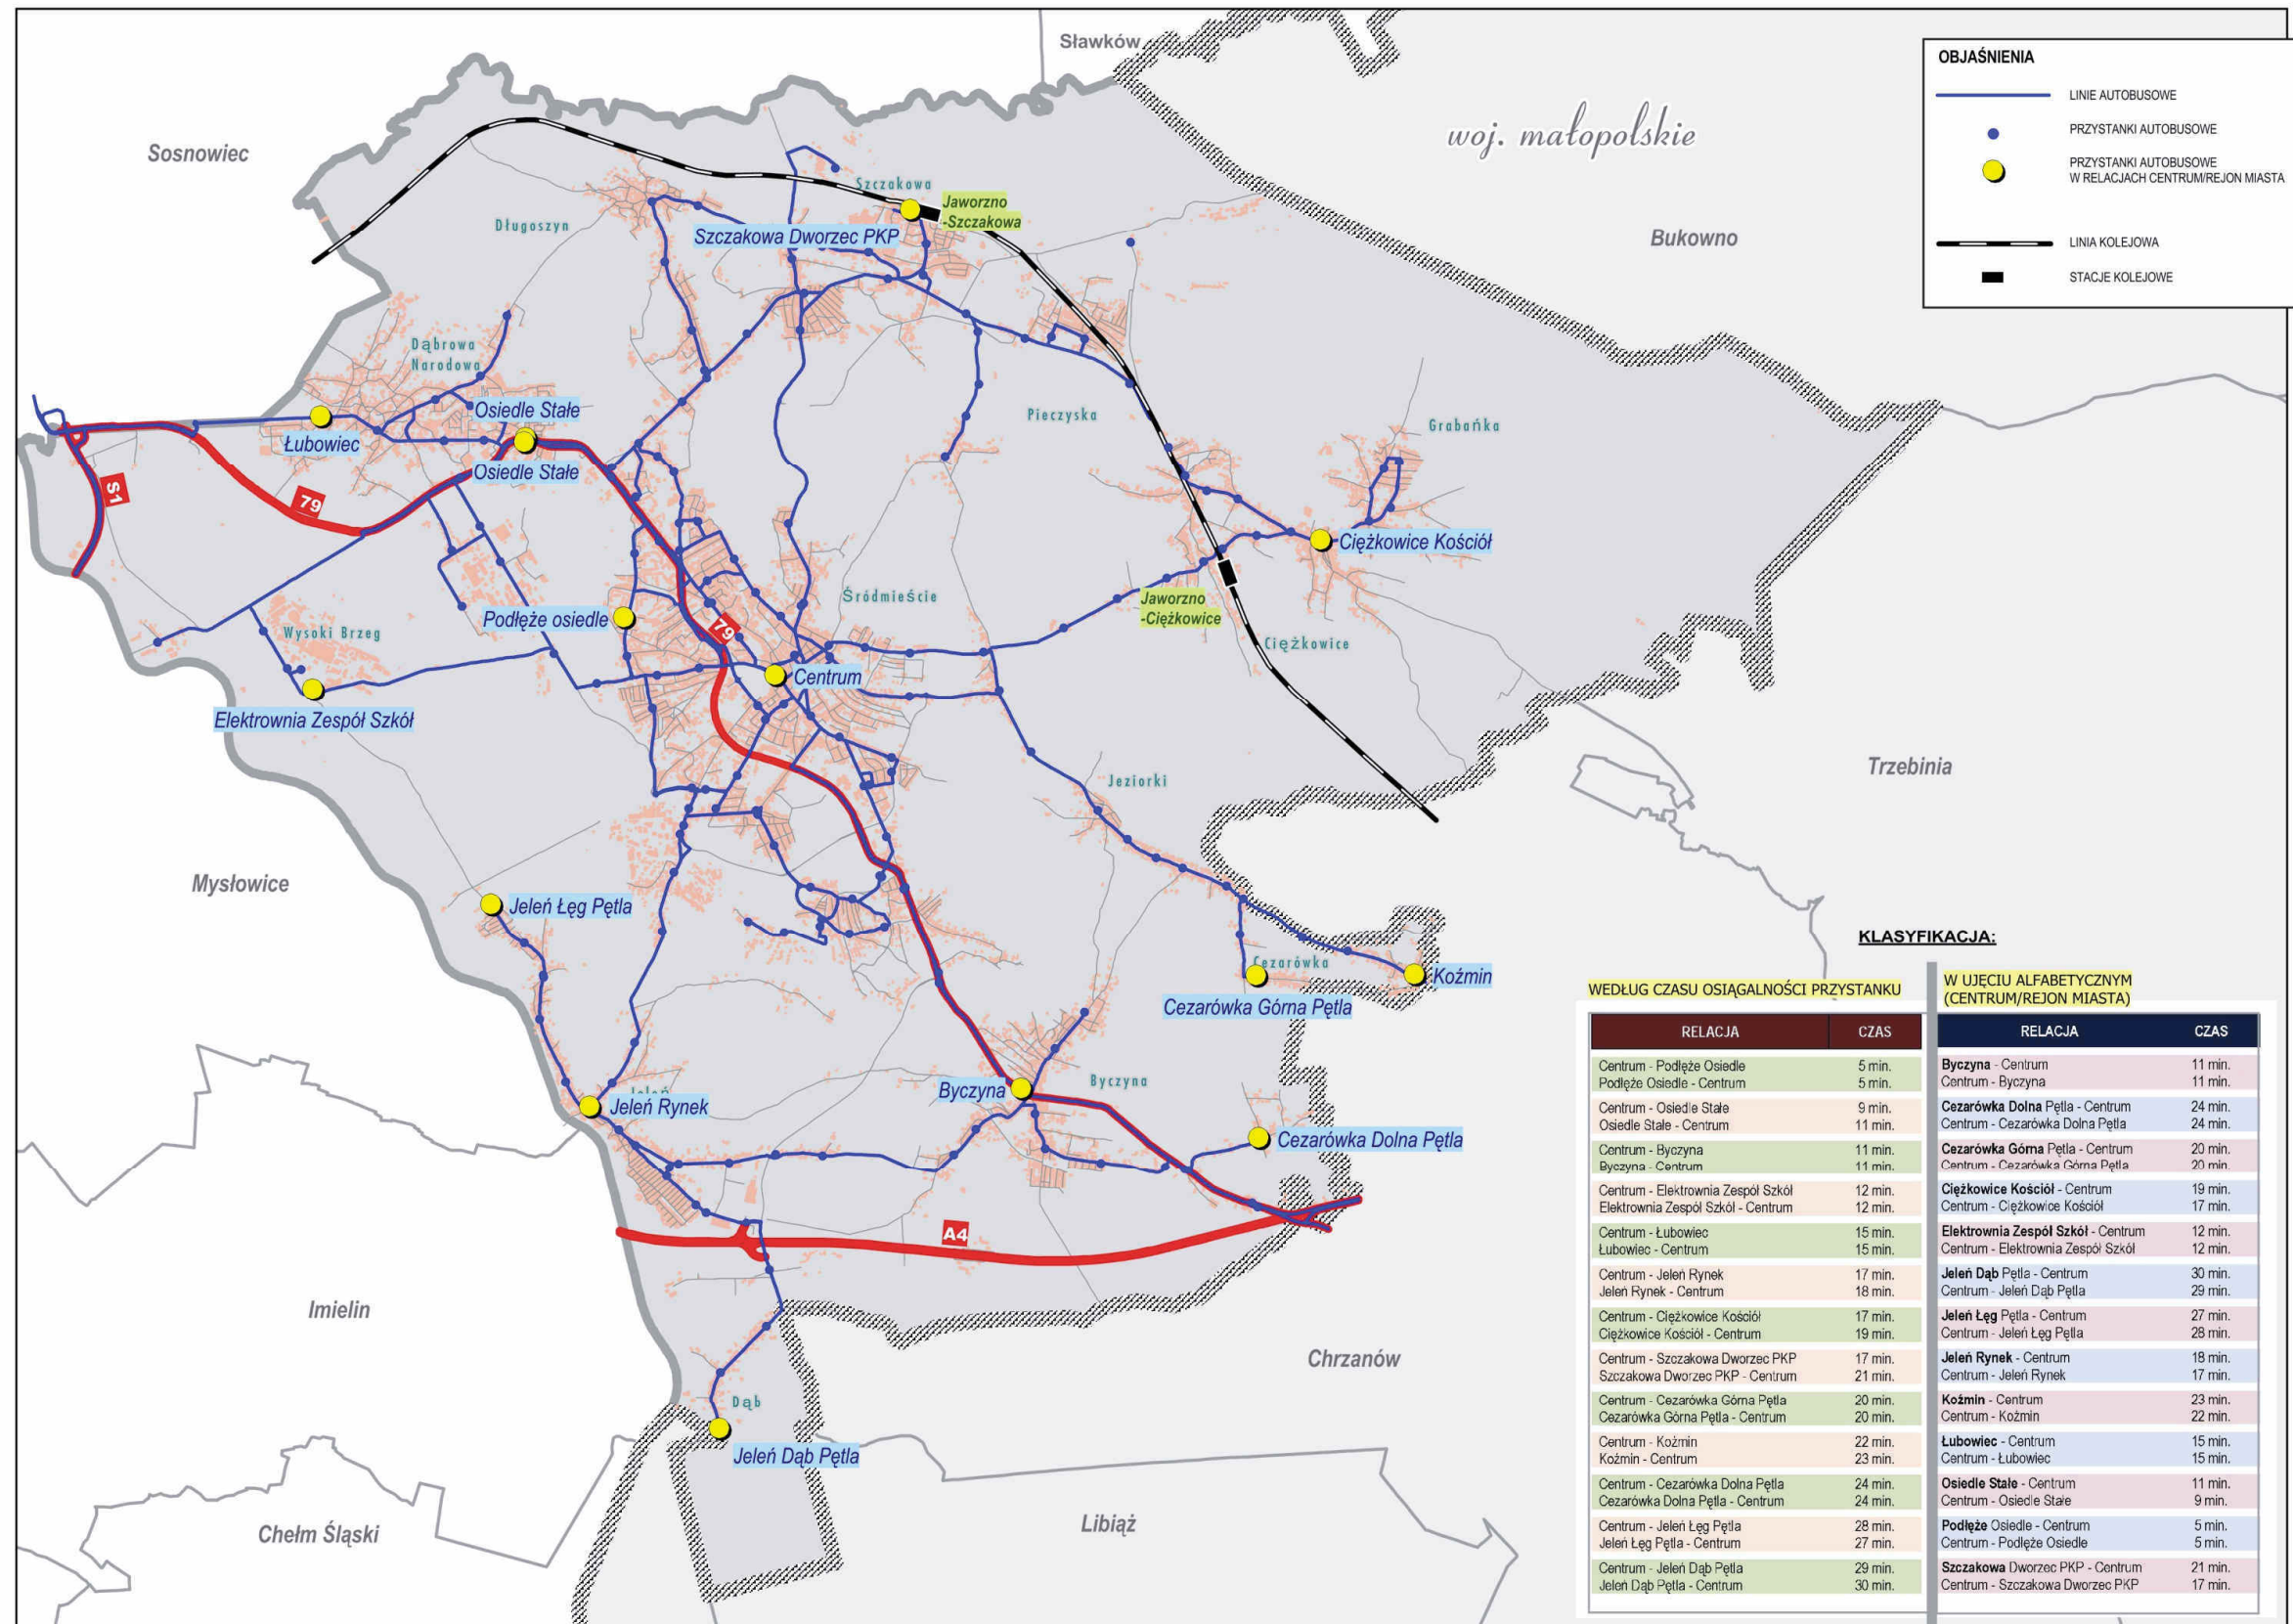 Sławków
Sosnowiec
woj. małopolskie
Bukowno
OBJAŚNIENIA
LINIE AUTOBUSOWE
PRZYSTANKI AUTOBUSOWE
PRZYSTANKI AUTOBUSOWE
W RELACJACH CENTRUM/REJON MIASTA
LINIA KOLEJOWA
STACJE KOLEJOWE
Szczakowa
Jaworzno
-Szczakowa
Długoszyn
Szczakowa Dworzec PKP
Dąbrowa
Narodowa
Osiedle Stałe
Łubowiec
Osiedle Stałe
Pieczyska
Grabańka
S1
79
Ciężkowice Kościół
Śródmieście
Jaworzno
-Ciężkowice
Podłęże osiedle
79
Wysoki Brzeg
Ciężkowice
Centrum
Elektrownia Zespół Szkół
Jeziorki
Trzebinia
Mysłowice
Jeleń Łęg Pętla
Cezarówka
Koźmin
Cezarówka Górna Pętla
Byczyna
Byczyna
Jeleń
Jeleń Rynek
Cezarówka Dolna Pętla
A4
Imielin
Chrzanów
Dąb
Jeleń Dąb Pętla
Chełm Śląski
Libiąż
KLASYFIKACJA:
WEDŁUG CZASU OSIĄGALNOŚCI PRZYSTANKU
RELACJA CZAS
Centrum - Podłęże Osiedle 5 min.
Podłęże Osiedle - Centrum 5 min.
Centrum - Osiedle Stałe 9 min.
Osiedle Stałe - Centrum 11 min.
Centrum - Byczyna 11 min.
Byczyna - Centrum 11 min.
Centrum - Elektrownia Zespół Szkół 12 min.
Elektrownia Zespół Szkół - Centrum 12 min.
Centrum - Łubowiec 15 min.
Łubowiec - Centrum 15 min.
Centrum - Jeleń Rynek 17 min.
Jeleń Rynek - Centrum 18 min.
Centrum - Ciężkowice Kościół 17 min.
Ciężkowice Kościół - Centrum 19 min.
Centrum - Szczakowa Dworzec PKP 17 min.
Szczakowa Dworzec PKP - Centrum 21 min.
Centrum - Cezarówka Górna Pętla 20 min.
Cezarówka Górna Pętla - Centrum 20 min.
Centrum - Koźmin 22 min.
Koźmin - Centrum 23 min.
Centrum - Cezarówka Dolna Pętla 24 min.
Cezarówka Dolna Pętla - Centrum 24 min.
Centrum - Jeleń Łęg Pętla 28 min.
Jeleń Łęg Pętla - Centrum 27 min.
Centrum - Jeleń Dąb Pętla 29 min.
Jeleń Dąb Pętla - Centrum 30 min.
W UJĘCIU ALFABETYCZNYM
(CENTRUM/REJON MIASTA)
RELACJA CZAS
Byczyna - Centrum 11 min.
Centrum - Byczyna 11 min.
Cezarówka Dolna Pętla - Centrum 24 min.
Centrum - Cezarówka Dolna Pętla 24 min.
Cezarówka Górna Pętla - Centrum 20 min.
Centrum - Cezarówka Górna Pętla 20 min.
Ciężkowice Kościół - Centrum 19 min.
Centrum - Ciężkowice Kościół 17 min.
Elektrownia Zespół Szkół - Centrum 12 min.
Centrum - Elektrownia Zespół Szkół 12 min.
Jeleń Dąb Pętla - Centrum 30 min.
Centrum - Jeleń Dąb Pętla 29 min.
Jeleń Łęg Pętla - Centrum 27 min.
Centrum - Jeleń Łęg Pętla 28 min.
Jeleń Rynek - Centrum 18 min.
Centrum - Jeleń Rynek 17 min.
Koźmin - Centrum 23 min.
Centrum - Koźmin 22 min.
Łubowiec - Centrum 15 min.
Centrum - Łubowiec 15 min.
Osiedle Stałe - Centrum 11 min.
Centrum - Osiedle Stałe 9 min.
Podłęże Osiedle - Centrum 5 min.
Centrum - Podłęże Osiedle 5 min.
Szczakowa Dworzec PKP - Centrum 21 min.
Centrum - Szczakowa Dworzec PKP 17 min.